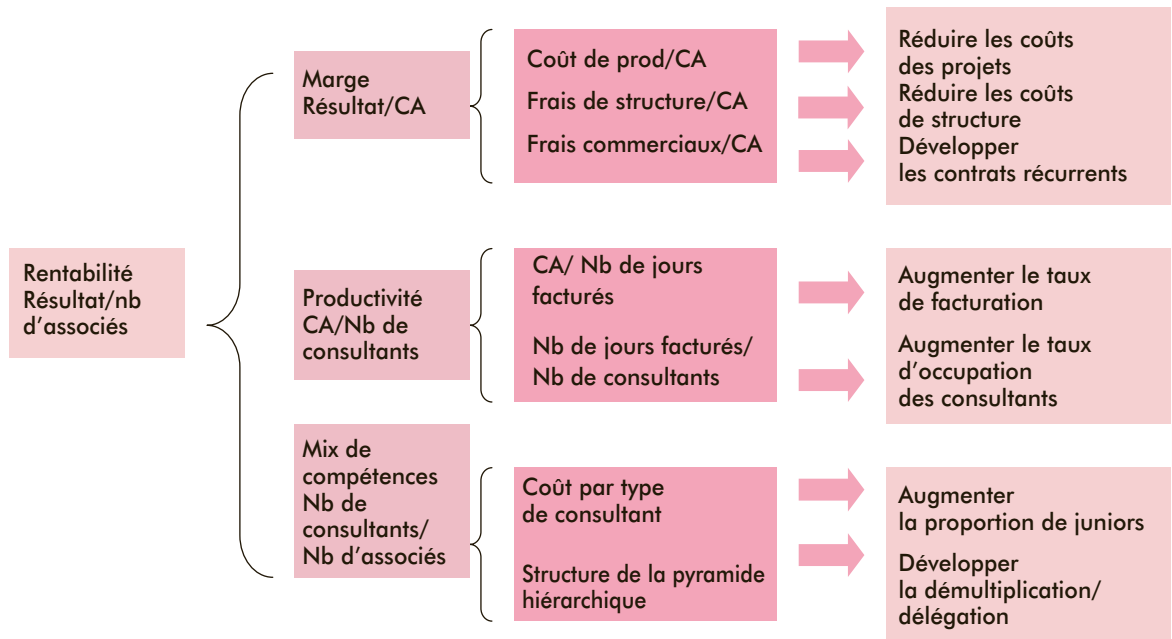 Rentabilité
Résultat/nb
d’associés
Marge
Résultat/CA
Coût de prod/CA
Frais de structure/CA
Frais commerciaux/CA
Réduire les coûts
des projets
Réduire les coûts
de structure
Développer
les contrats récurrents
Productivité
CA/Nb de
consultants
CA/ Nb de jours
facturés
Nb de jours facturés/
Nb de consultants
Augmenter le taux
de facturation
Augmenter le taux
d’occupation
des consultants
Mix de
compétences
Nb de
consultants/
Nb d’associés
Coût par type
de consultant
Structure de la pyramide
hiérarchique
Augmenter
la proportion de juniors
Développer
la démultiplication/
délégation